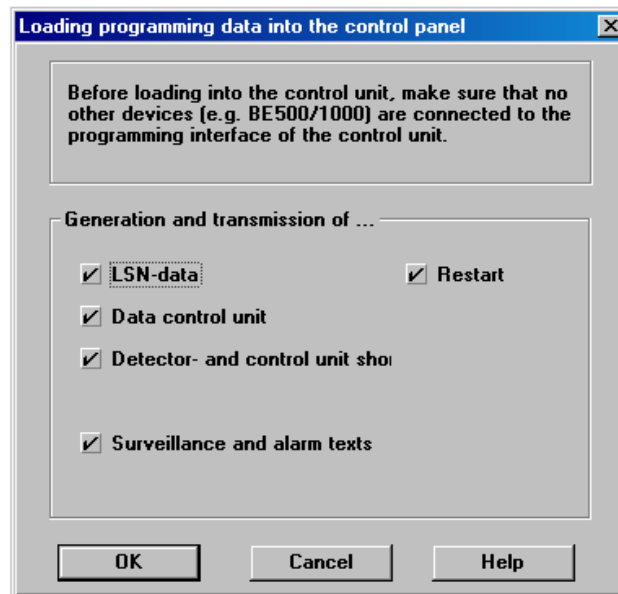 Loading programming data into the control panel
Before loading into the control unit, make sure that no
other devices (e.g. BE500/1000) are connected to the
programming interface of the control unit.
Generation and transmission of ...
LSN-data
Restart
Data control unit
Detector- and control unit shor
Surveillance and alarm texts
OK
Cancel
Help